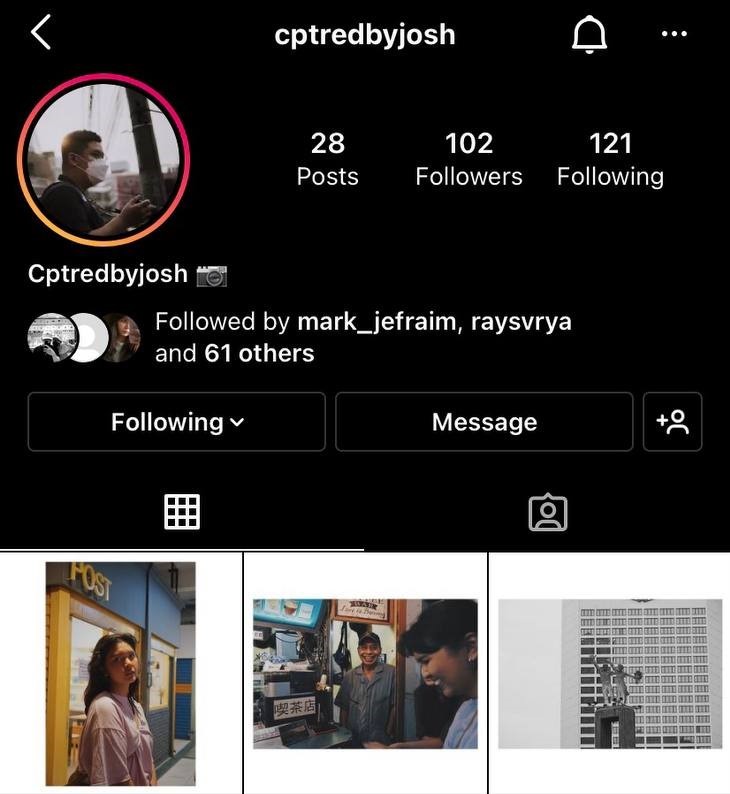 cptredbyjosh
28 102 121
Posts Followers Following
Cptredbyjosh
Followed by mark_jefraim, raysvrya
and 61 others
Following Message
POST
BAR
喫茶店